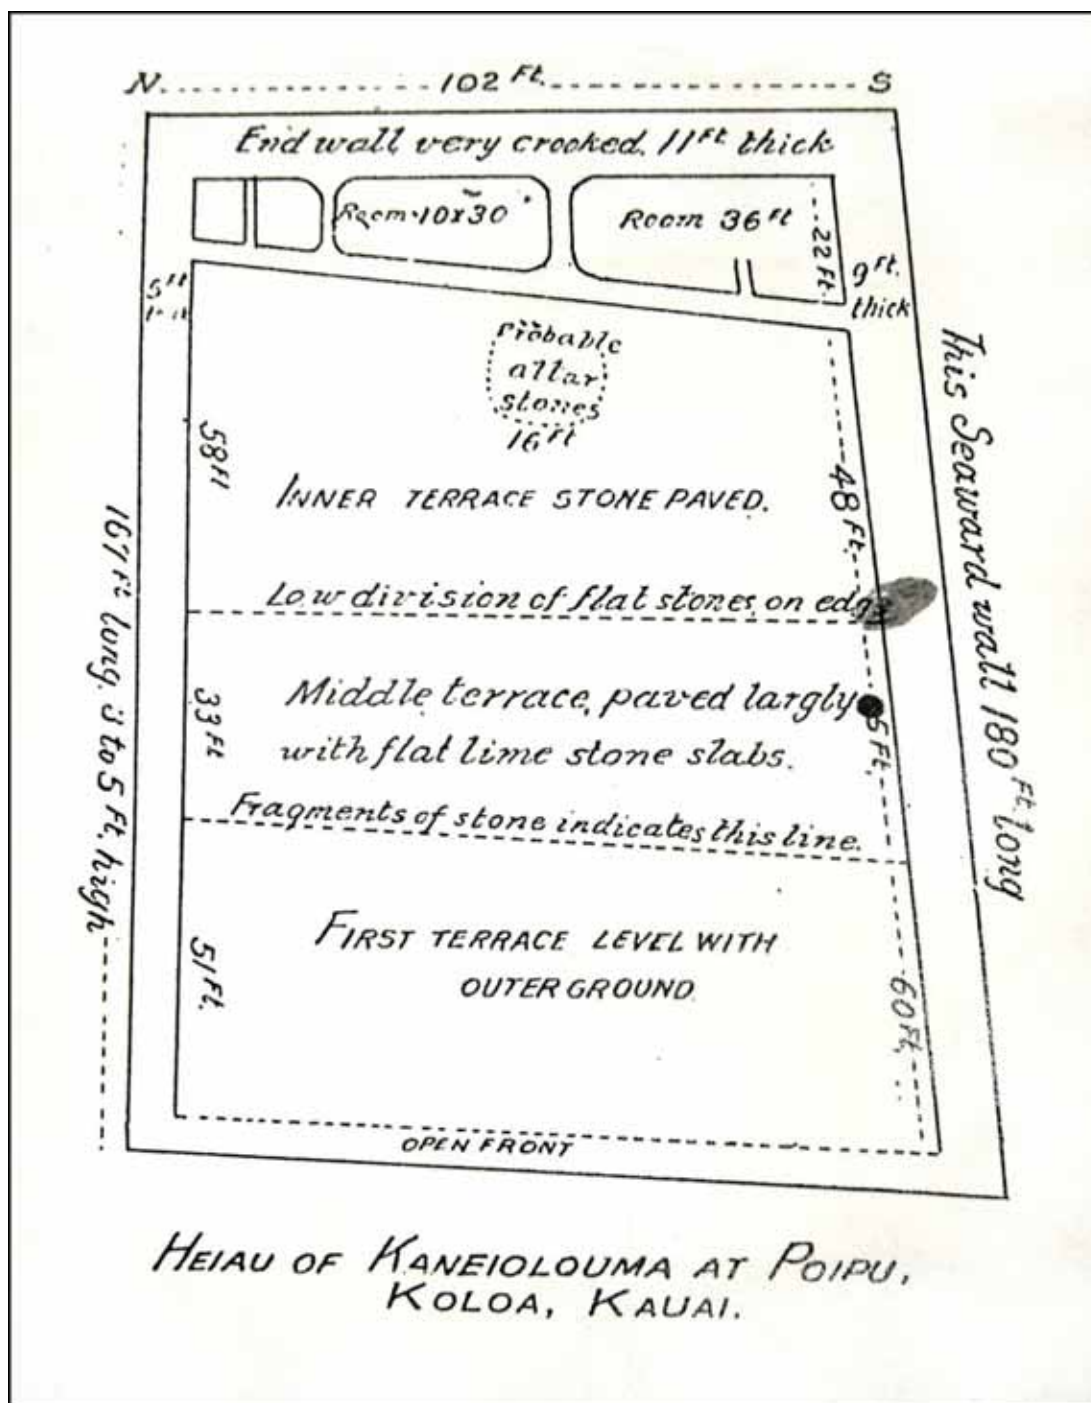 N. 102 Ft. S
End wall very crooked. 11 Ft thick
Room 10x30
Room 36 ft
22 Ft.
9 Ft.
thick
5 Ft
Probable
altar
stones
16 Ft
58 Ft
48 Ft.
INNER TERRACE STONE PAVED.
Low division of flat stones, on edge
This Seaward wall 180 Ft. long
167 Ft long. 3 to 5 Ft. high
33 Ft
Middle terrace, paved largly
5 Ft.
with flat lime stone slabs.
Fragments of stone indicates this line.
51 Ft.
FIRST TERRACE LEVEL WITH
OUTER GROUND
60 Ft.
OPEN FRONT
HEIAU OF KANEIOLOUMA AT POIPU,
KOLOA, KAUAI.